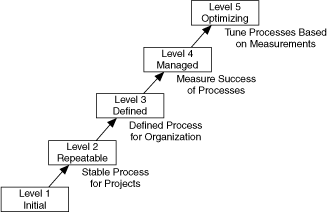 Level 5
Optimizing
Tune Processes Based
on Measurements
Level 4
Managed
Measure Success
of Processes
Level 3
Defined
Defined Process
for Organization
Level 2
Repeatable
Stable Process
for Projects
Level 1
Initial